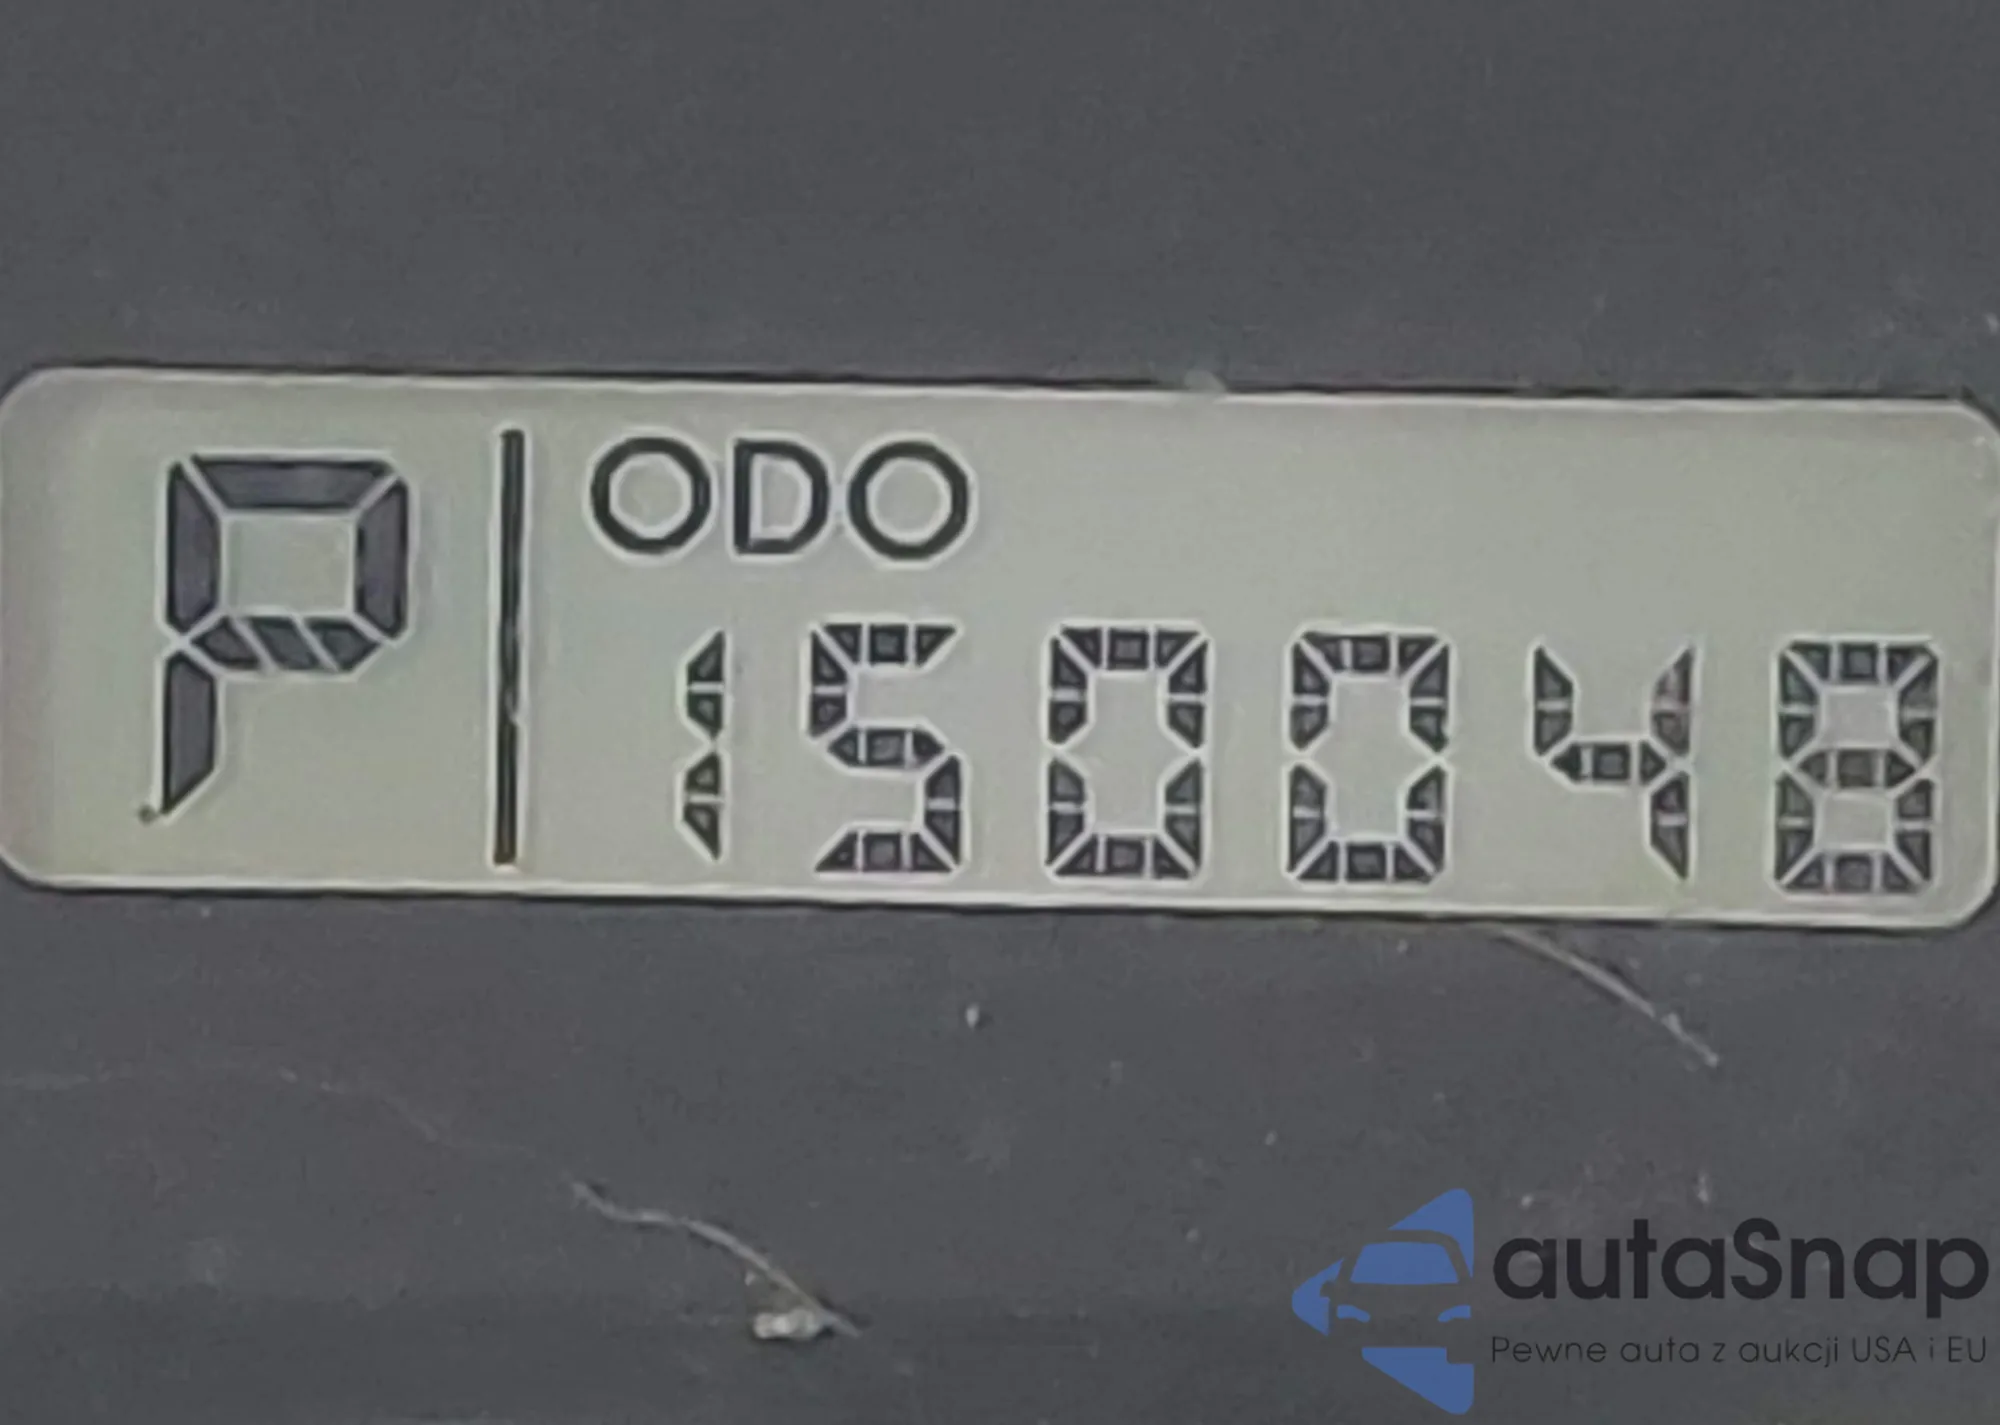 P
ODO
150048
autaSnap
Pewne auta z aukcji USA i EU